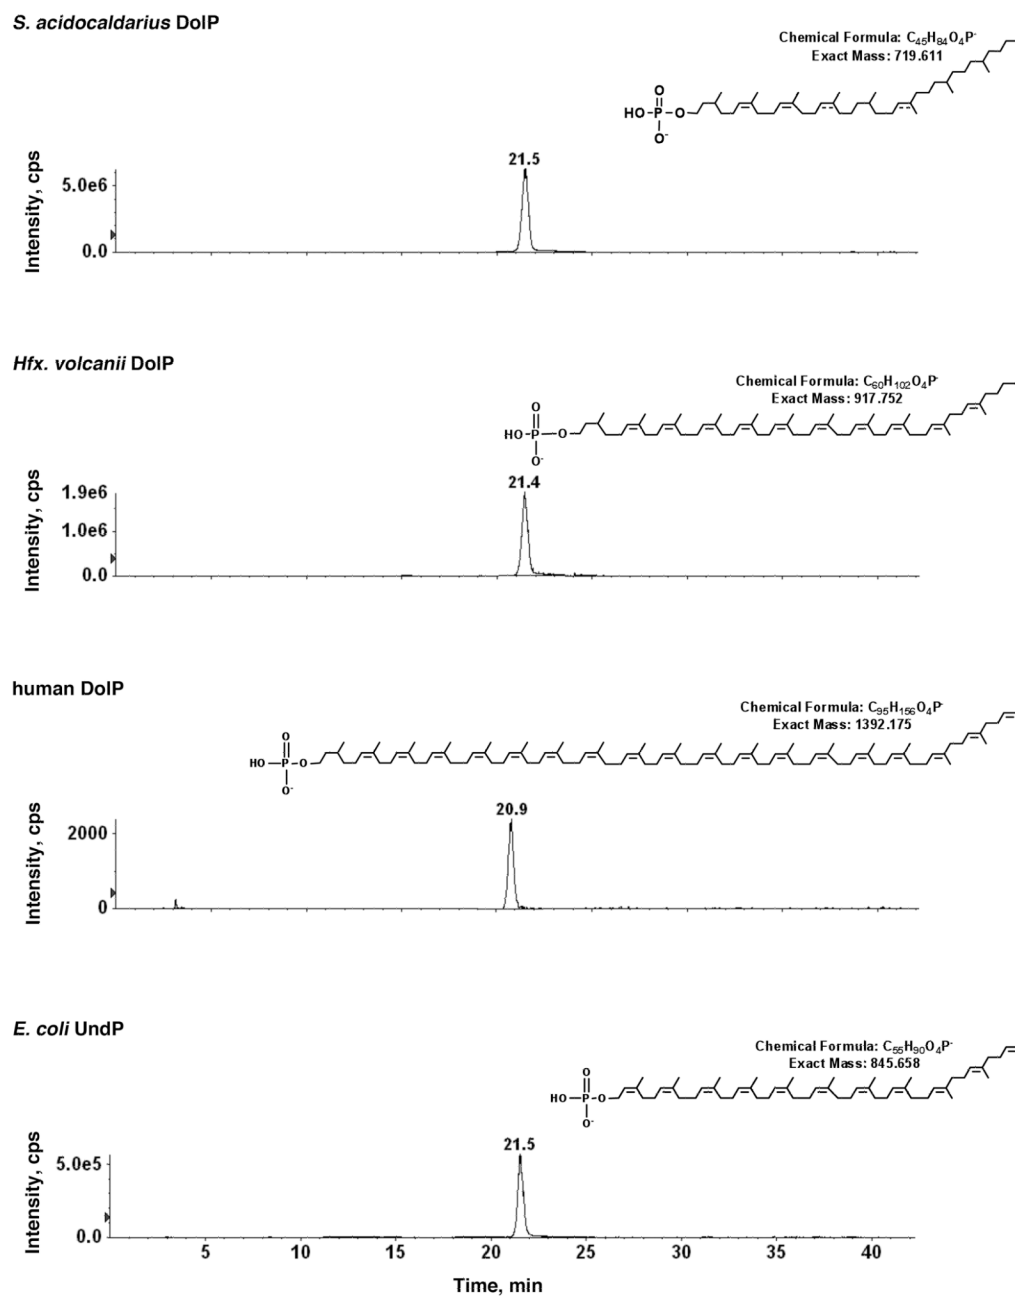 S. acidocaldarius DolP
Chemical Formula: C45H84O4P-
Exact Mass: 719.611
O
HO P O
O-
21.5
Intensity, cps
5.0e6
0.0
Hfx. volcanii DolP
Chemical Formula: C60H102O4P-
Exact Mass: 917.752
O
HO P O
O-
21.4
Intensity, cps
1.9e6
1.0e6
0.0
human DolP
Chemical Formula: C95H156O4P-
Exact Mass: 1392.175
O
HO P O
O-
20.9
Intensity, cps
2000
0
E. coli UndP
Chemical Formula: C55H90O4P-
Exact Mass: 845.658
O
HO P O
O-
21.5
Intensity, cps
5.0e5
0.0
5 10 15 20 25 30 35 40
Time, min